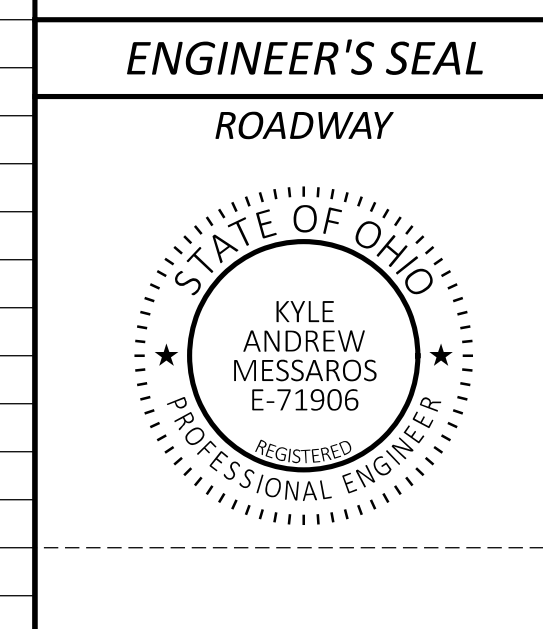 ENGINEER'S SEAL
ROADWAY
STATE OF OHIO
KYLE
ANDREW
MESSAROS
E-71906
REGISTERED
PROFESSIONAL ENGINEER